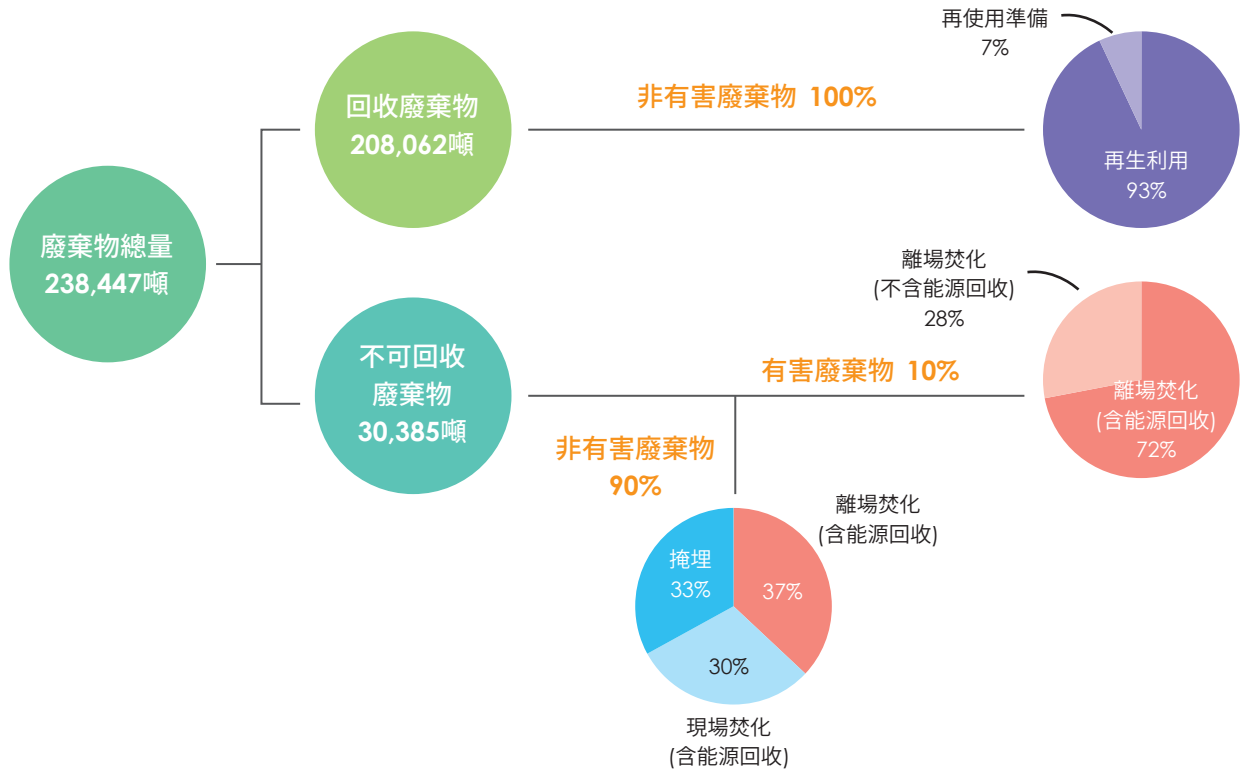 再使用準備
7%
回收廢棄物
208,062噸
非有害廢棄物 100%
再生利用
93%
廢棄物總量
238,447噸
離場焚化
(不含能源回收)
28%
不可回收
廢棄物
30,385噸
有害廢棄物 10%
離場焚化
(含能源回收)
72%
非有害廢棄物
90%
離場焚化
(含能源回收)
掩埋
33%
37%
30%
現場焚化
(含能源回收)